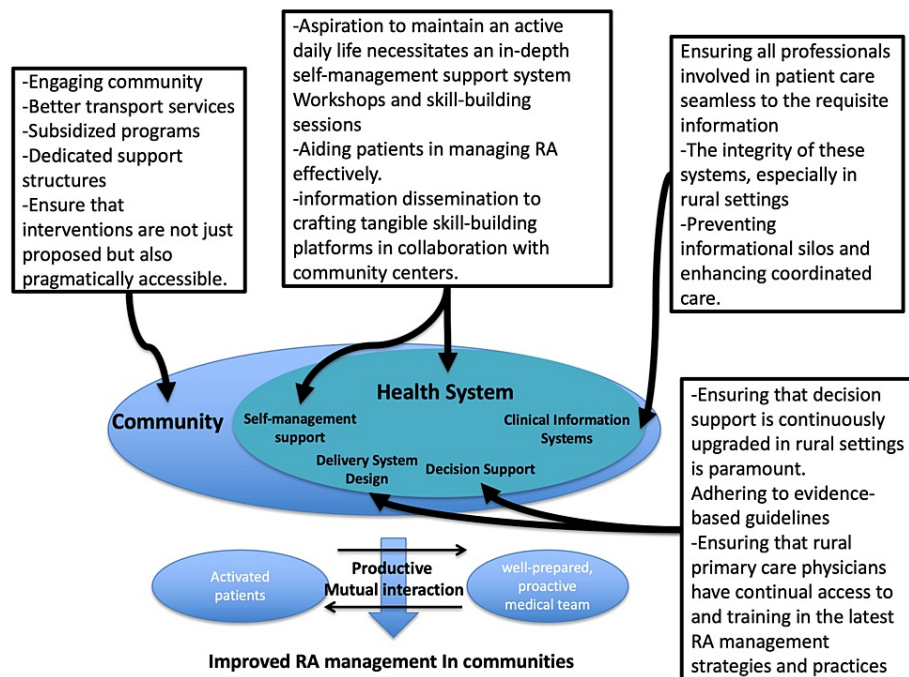 -Engaging community
-Better transport services
-Subsidized programs
-Dedicated support
structures
-Ensure that
interventions are not just
proposed but also
pragmatically accessible.
-Aspiration to maintain an active
daily life necessitates an in-depth
self-management support system
Workshops and skill-building
sessions
-Aiding patients in managing RA
effectively.
-information dissemination to
crafting tangible skill-building
platforms in collaboration with
community centers.
Ensuring all professionals
involved in patient care
seamless to the requisite
information
-The integrity of these
systems, especially in
rural settings
-Preventing
informational silos and
enhancing coordinated
care.
Community
Health System
Self-management
support
Clinical Information
Systems
Delivery System
Design
Decision Support
-Ensuring that decision
support is continuously
upgraded in rural settings
is paramount.
Adhering to evidence-
based guidelines
-Ensuring that rural
primary care physicians
have continual access to
and training in the latest
RA management
strategies and practices
Activated
patients
Productive
Mutual interaction
well-prepared,
proactive
medical team
Improved RA management In communities